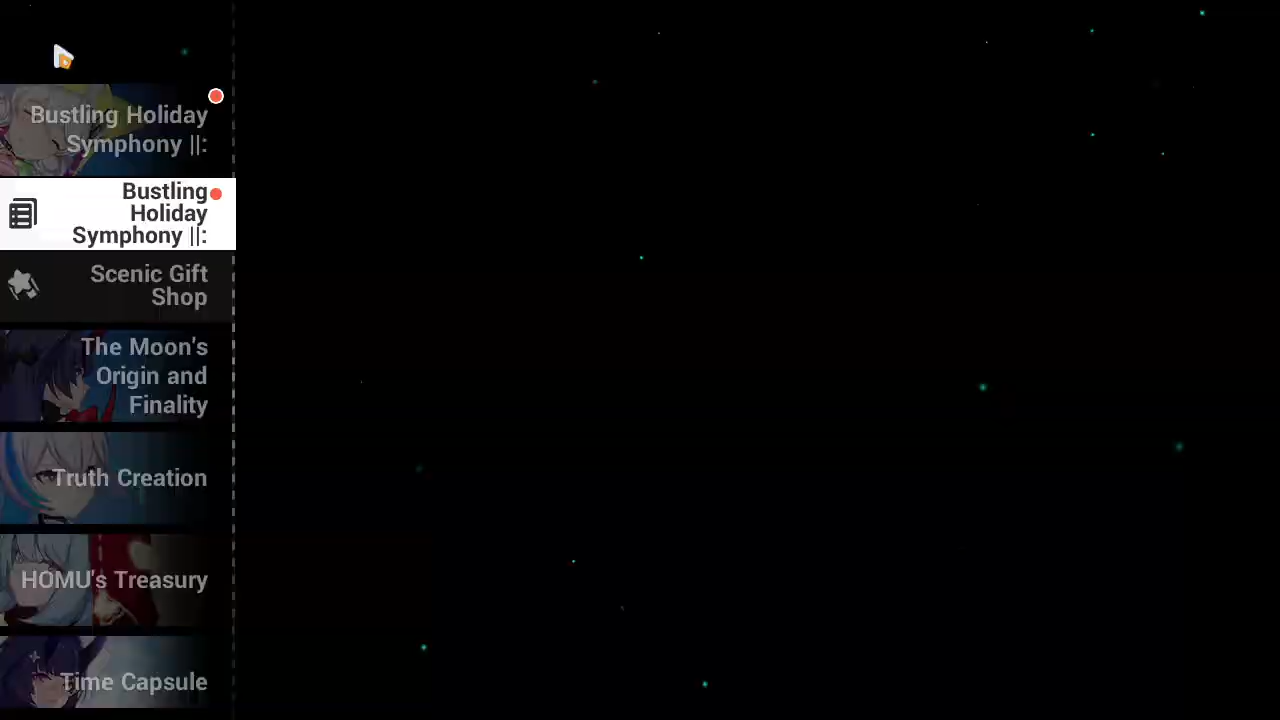 Bustling Holiday
Symphony ||:
Bustling
Holiday
Symphony ||:
Scenic Gift
Shop
The Moon's
Origin and
Finality
Truth Creation
HOMU's Treasury
Time Capsule